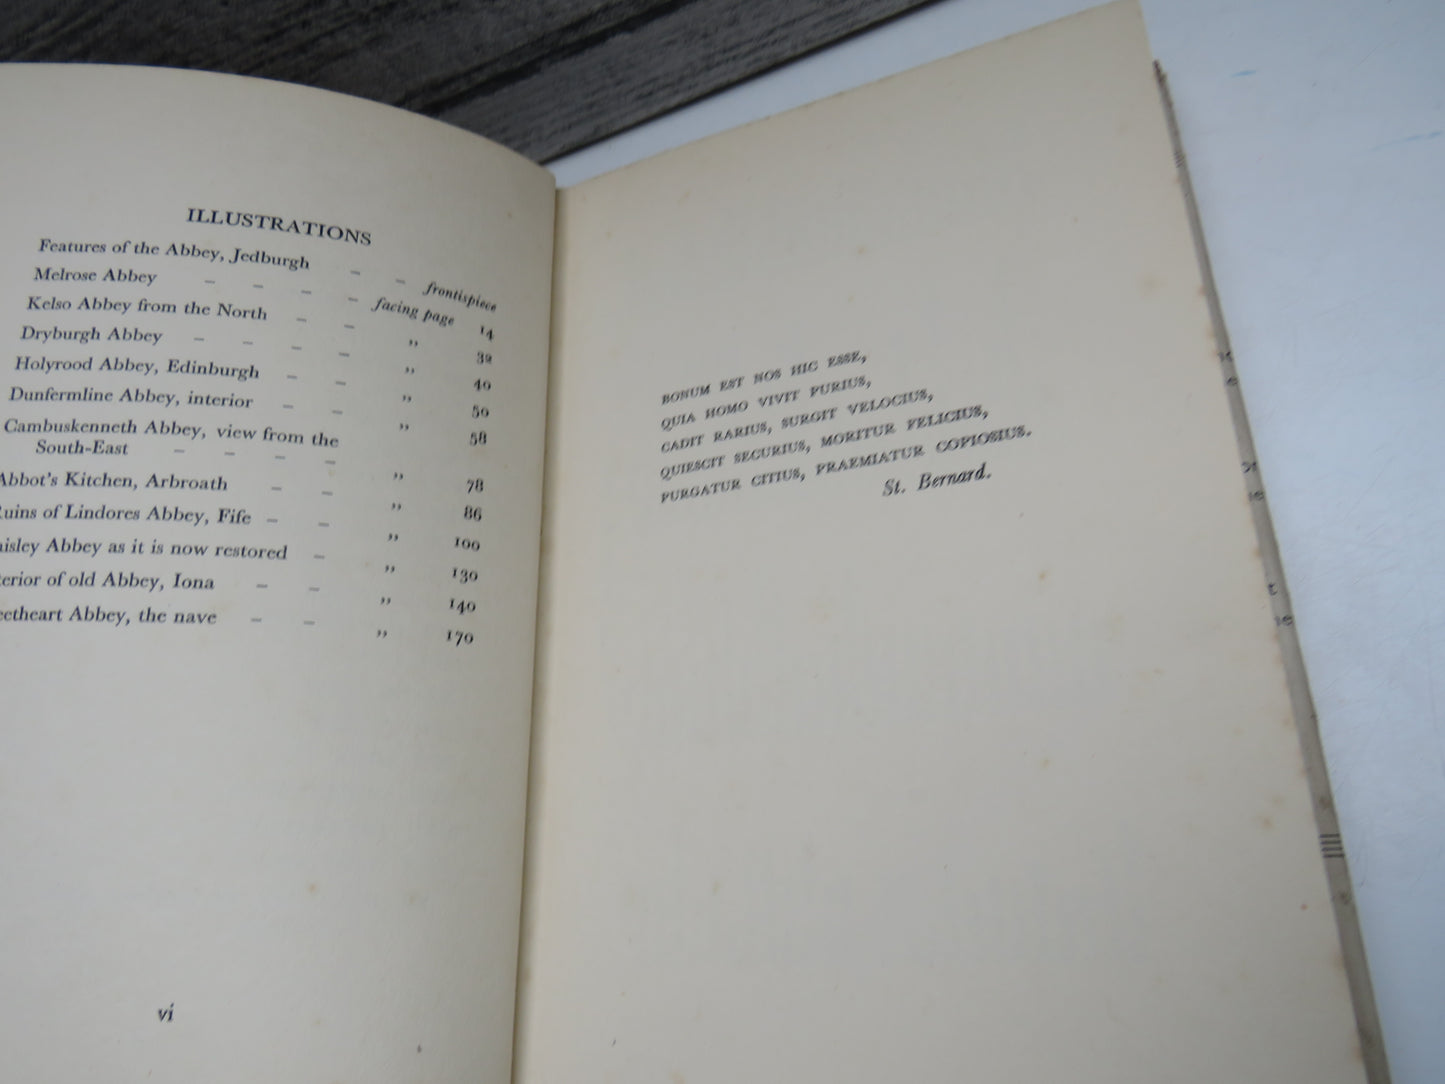 ILLUSTRATIONS
Features of the Abbey, Jedburgh – – frontispiece
Melrose Abbey – – – – facing page 14
Kelso Abbey from the North – – ,, 32
Dryburgh Abbey – – – – ,, 40
Holyrood Abbey, Edinburgh – – ,, 50
Dunfermline Abbey, interior – – ,, 58
Cambuskenneth Abbey, view from the
South-East – – – – ,, 78
Abbot's Kitchen, Arbroath – – ,, 86
Ruins of Lindores Abbey, Fife – – ,, 100
aisley Abbey as it is now restored – ,, 130
terior of old Abbey, Iona – – ,, 140
eetheart Abbey, the nave – – ,, 170
vi
BONUM EST NOS HIC ESSE,
QUIA HOMO VIVIT PURIUS,
CADIT RARIUS, SURGIT VELOCIUS,
QUIESCIT SECURIUS, MORITUR FELICIUS,
PURGATUR CITIUS, PRAEMIATUR COPIOSIUS.
St. Bernard.